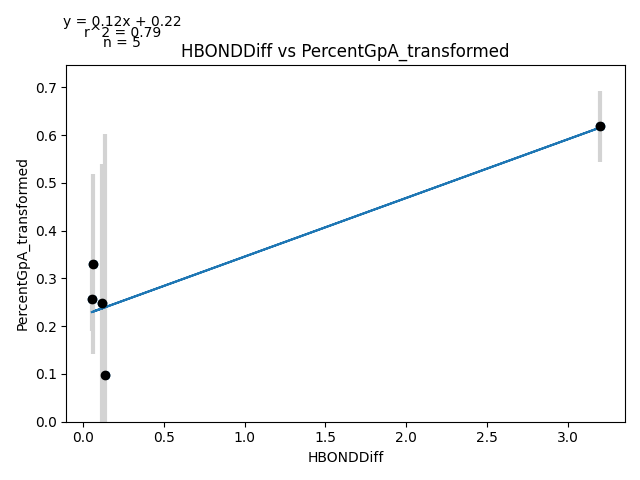 y = 0.12x + 0.22
r^2 = 0.79
n = 5
HBONDDiff vs PercentGpA_transformed
PercentGpA_transformed
0.7
0.6
0.5
0.4
0.3
0.2
0.1
0.0
0.0 0.5 1.0 1.5 2.0 2.5 3.0
HBONDDiff